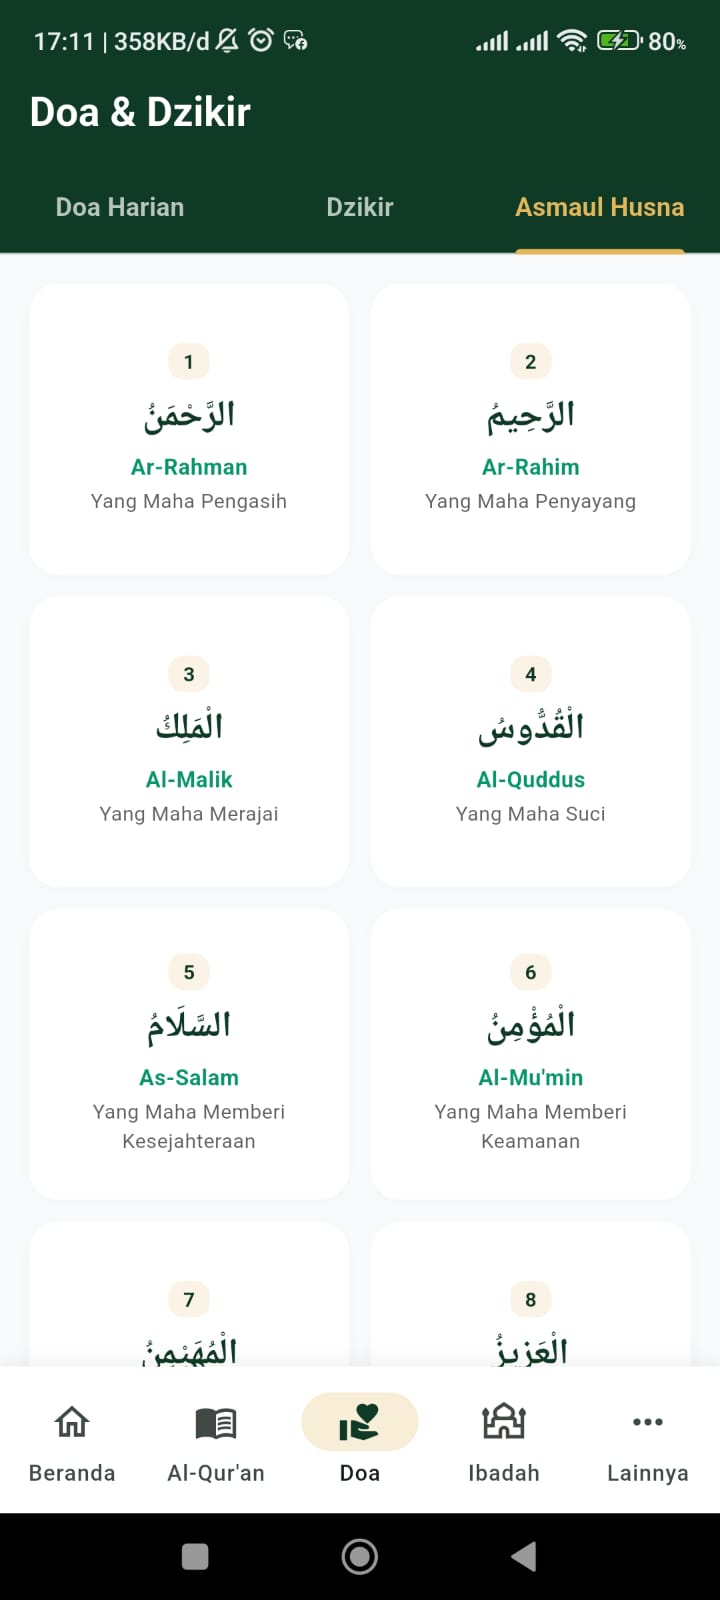 17:11 | 358KB/d
80%
Doa & Dzikir
Doa Harian
Dzikir
Asmaul Husna
1
الرَّحْمَنُ
Ar-Rahman
Yang Maha Pengasih
2
الرَّحِيمُ
Ar-Rahim
Yang Maha Penyayang
3
الْمَلِكُ
Al-Malik
Yang Maha Merajai
4
الْقُدُّوسُ
Al-Quddus
Yang Maha Suci
5
السَّلَامُ
As-Salam
Yang Maha Memberi
Kesejahteraan
6
الْمُؤْمِنُ
Al-Mu'min
Yang Maha Memberi
Keamanan
7
الْمُهَيْمِنُ
8
الْعَزِيزُ
Beranda
Al-Qur'an
Doa
Ibadah
Lainnya